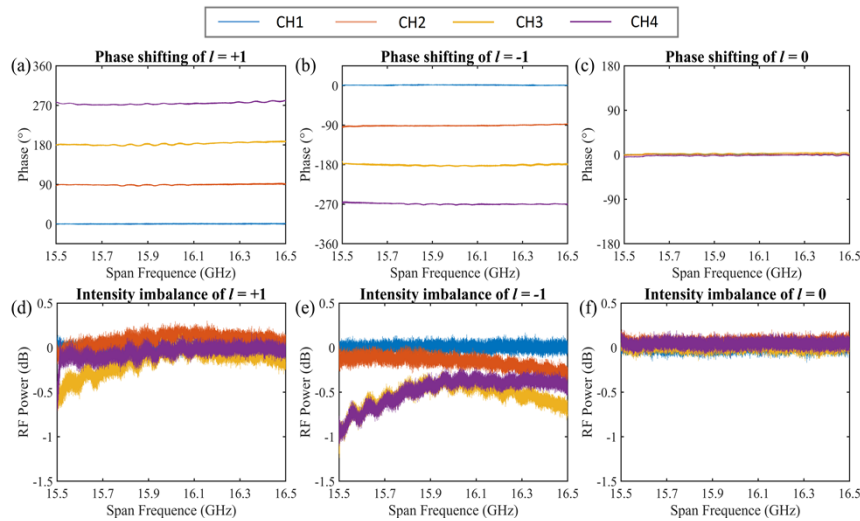 CH1 CH2 CH3 CH4
(a) Phase shifting of l = +1
360
270
180
90
0
Phase (°)
15.5 15.7 15.9 16.1 16.3 16.5
Span Frequence (GHz)
(b) Phase shifting of l = -1
0
-90
-180
-270
-360
Phase (°)
15.5 15.7 15.9 16.1 16.3 16.5
Span Frequence (GHz)
(c) Phase shifting of l = 0
180
90
0
-90
-180
Phase (°)
15.5 15.7 15.9 16.1 16.3 16.5
Span Frequence (GHz)
(d) Intensity imbalance of l = +1
0.5
0
-0.5
-1
-1.5
RF Power (dB)
15.5 15.7 15.9 16.1 16.3 16.5
Span Frequence (GHz)
(e) Intensity imbalance of l = -1
0.5
0
-0.5
-1
-1.5
RF Power (dB)
15.5 15.7 15.9 16.1 16.3 16.5
Span Frequence (GHz)
(f) Intensity imbalance of l = 0
0.5
0
-0.5
-1
-1.5
RF Power (dB)
15.5 15.7 15.9 16.1 16.3 16.5
Span Frequence (GHz)